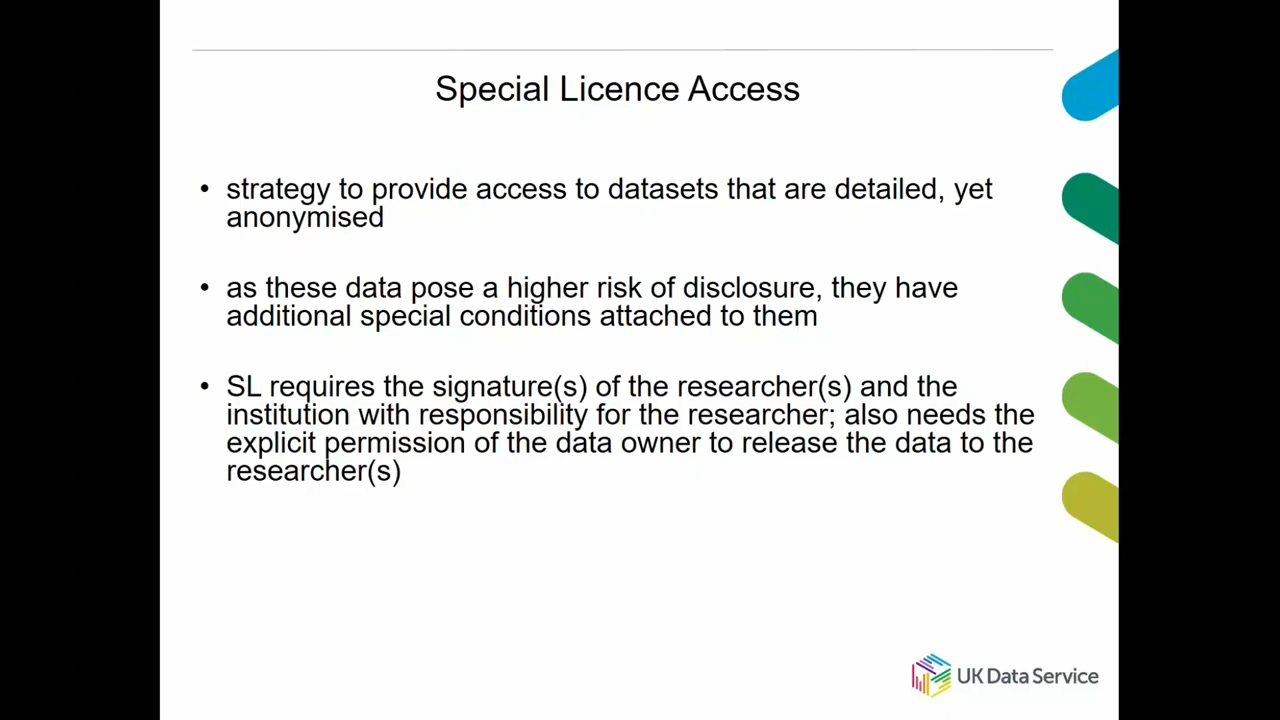 Special Licence Access
• strategy to provide access to datasets that are detailed, yet
anonymised
• as these data pose a higher risk of disclosure, they have
additional special conditions attached to them
• SL requires the signature(s) of the researcher(s) and the
institution with responsibility for the researcher; also needs the
explicit permission of the data owner to release the data to the
researcher(s)
UK Data Service